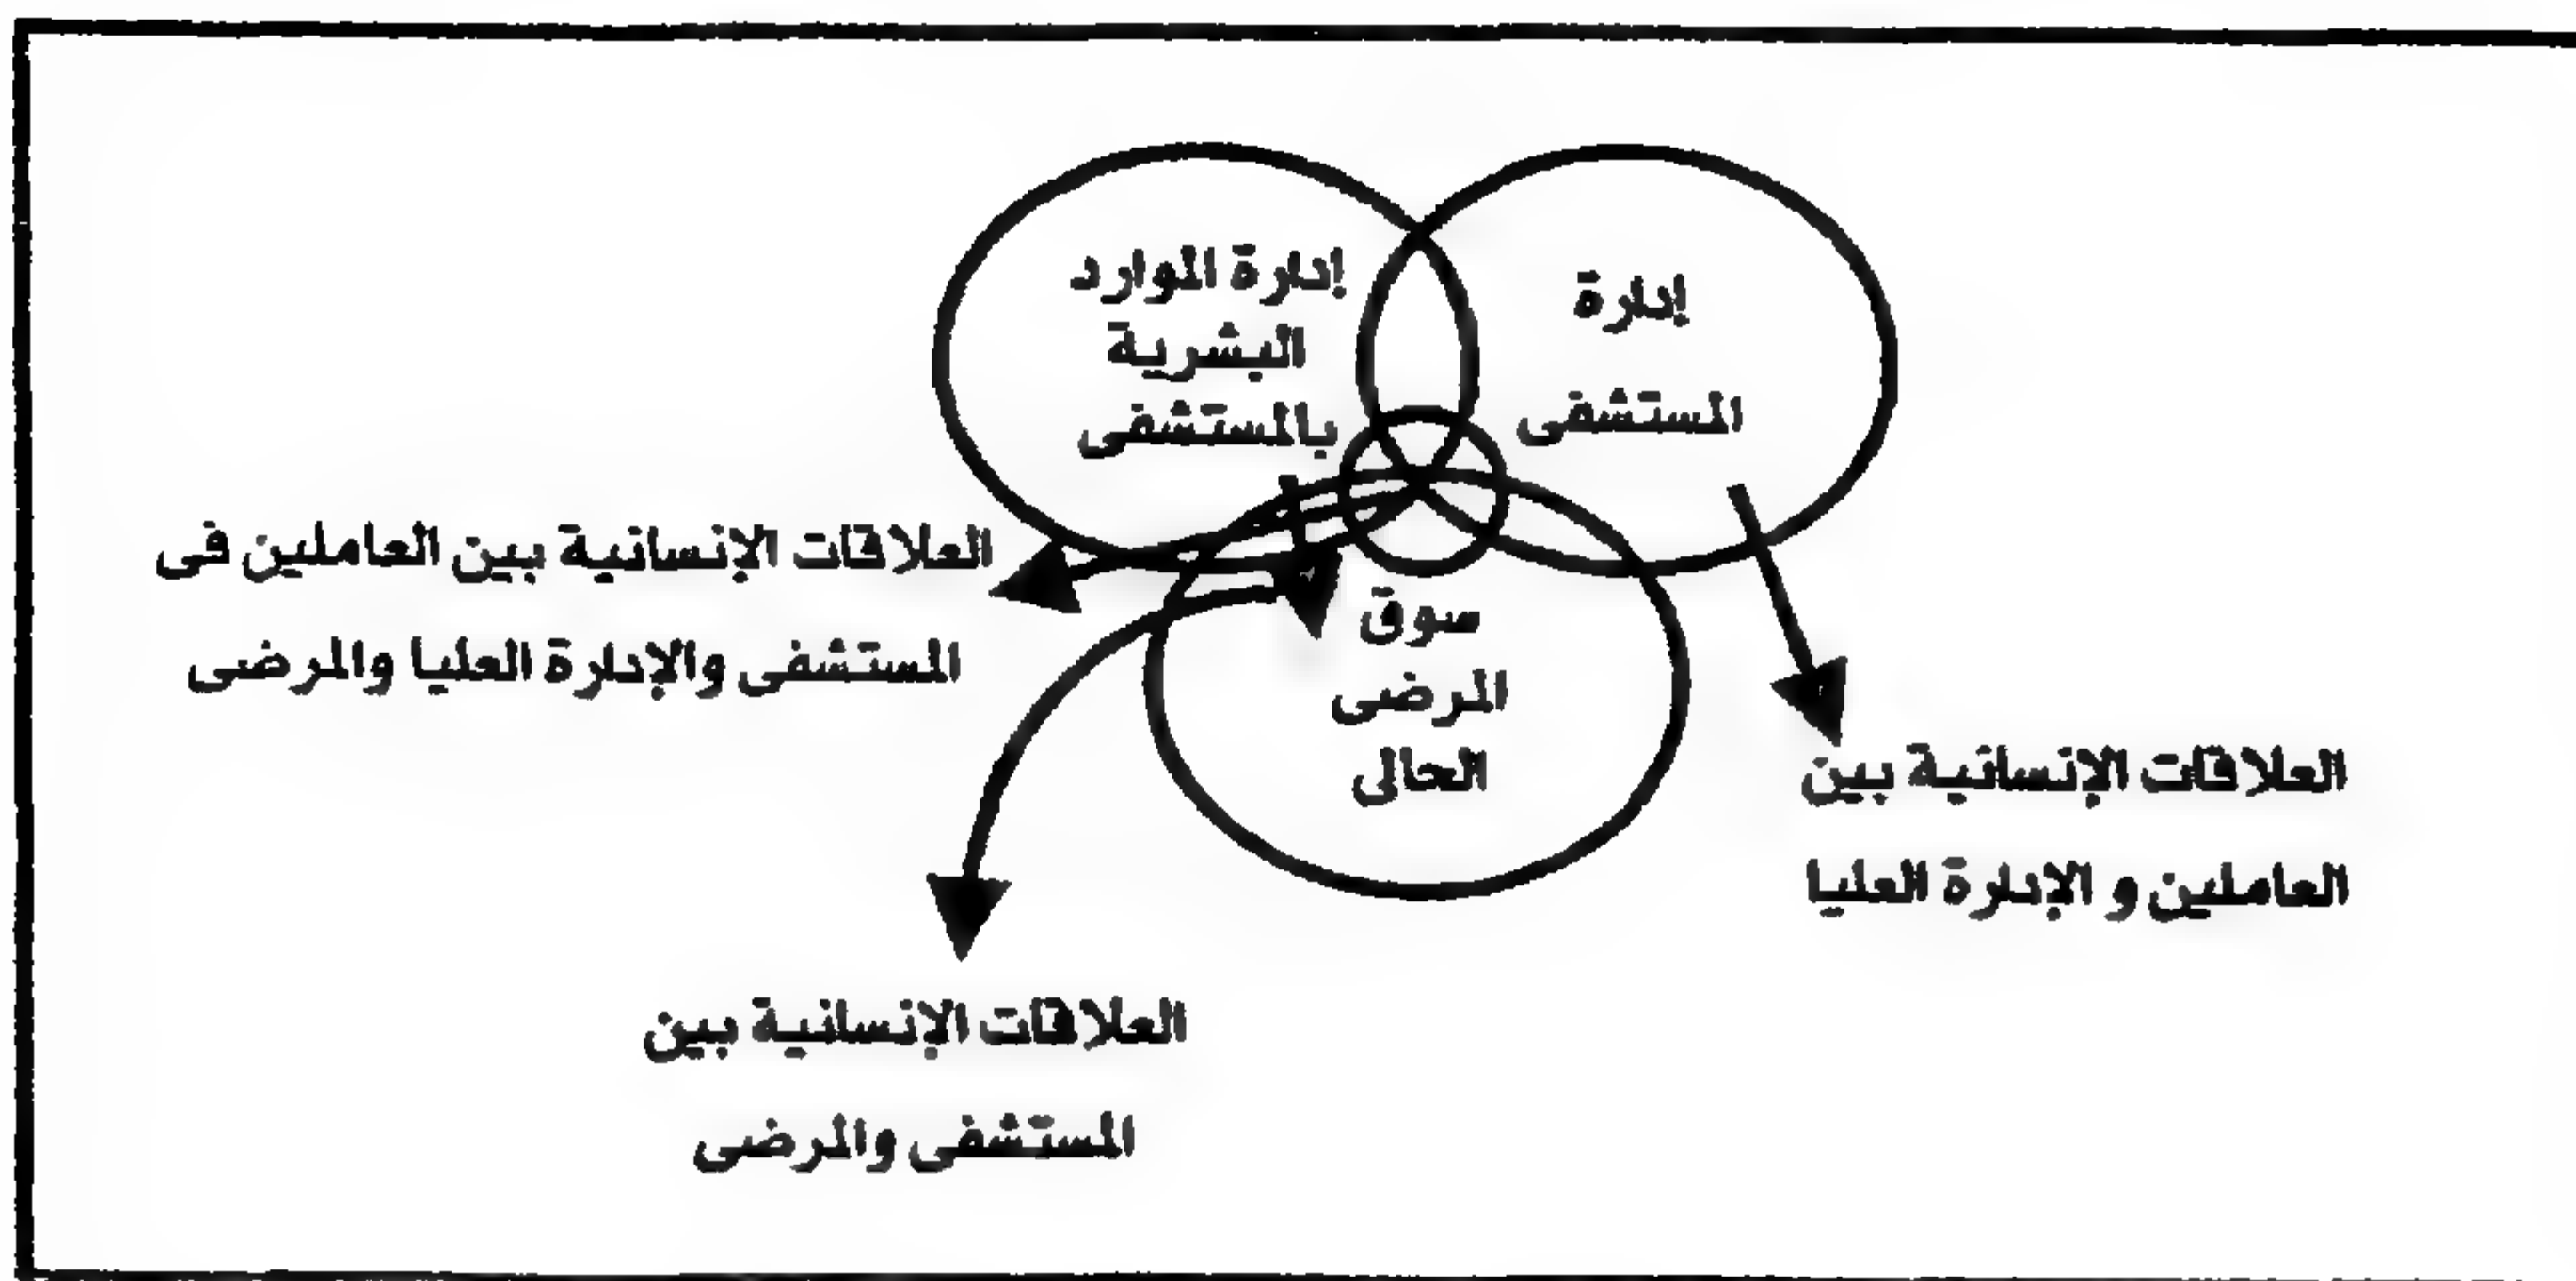 إدارة
المستشفى
إدارة الموارد
البشرية
بالمستشفى
سوق
المرضى
الحالى
العلاقات الإنسانية بين العاملين فى
المستشفى والإدارة العليا والمرضى
العلاقات الإنسانية بين
العاملين و الإدارة العليا
العلاقات الإنسانية بين
المستشفى والمرضى